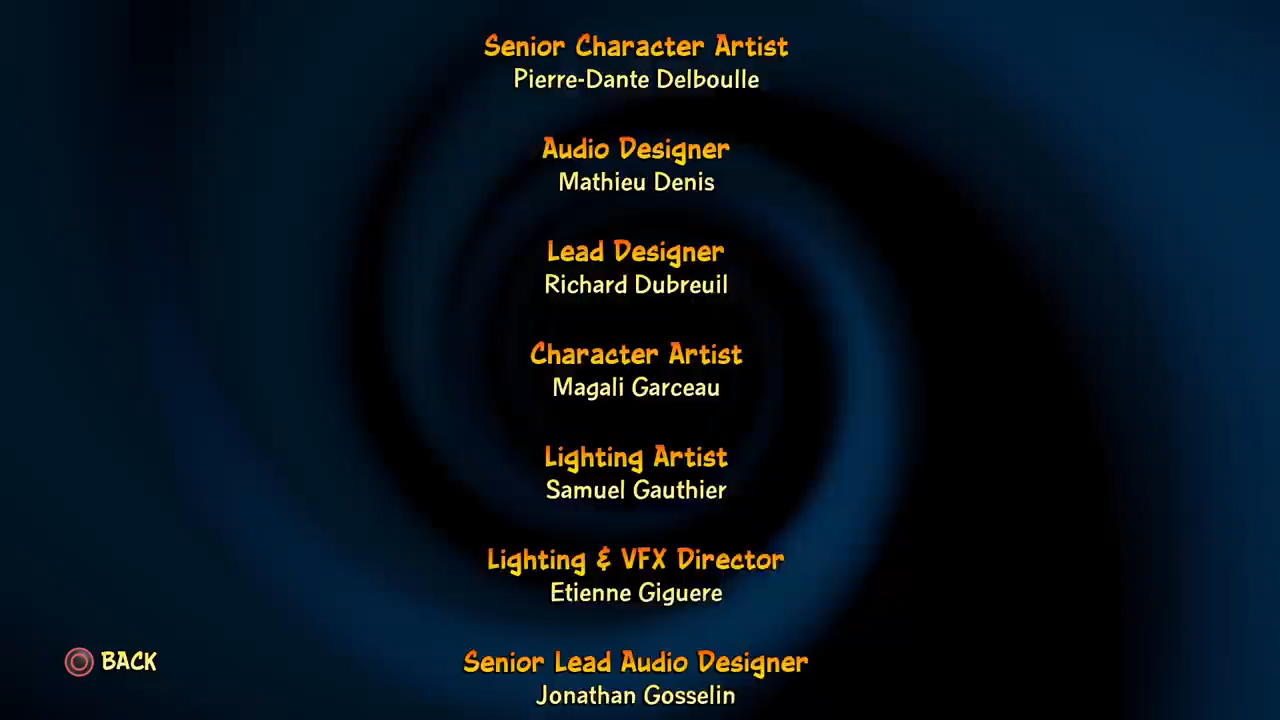 Senior Character Artist
Pierre-Dante Delboulle
Audio Designer
Mathieu Denis
Lead Designer
Richard Dubreuil
Character Artist
Magali Garceau
Lighting Artist
Samuel Gauthier
Lighting & VFX Director
Etienne Giguere
BACK
Senior Lead Audio Designer
Jonathan Gosselin